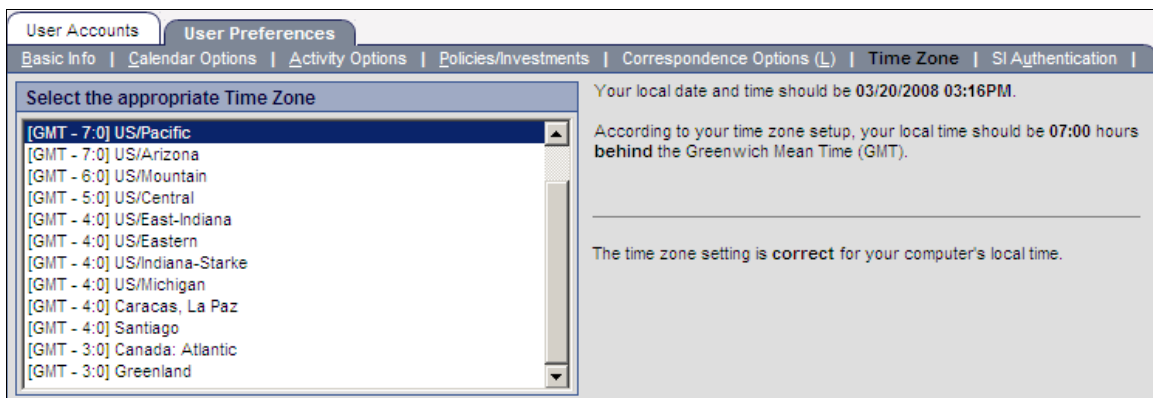 User Accounts User Preferences
Basic Info | Calendar Options | Activity Options | Policies/Investments | Correspondence Options (L) | Time Zone | SI Authentication |
Select the appropriate Time Zone
[GMT - 7:0] US/Pacific
[GMT - 7:0] US/Arizona
[GMT - 6:0] US/Mountain
[GMT - 5:0] US/Central
[GMT - 4:0] US/East-Indiana
[GMT - 4:0] US/Eastern
[GMT - 4:0] US/Indiana-Starke
[GMT - 4:0] US/Michigan
[GMT - 4:0] Caracas, La Paz
[GMT - 4:0] Santiago
[GMT - 3:0] Canada: Atlantic
[GMT - 3:0] Greenland
Your local date and time should be 03/20/2008 03:16PM.
According to your time zone setup, your local time should be 07:00 hours
behind the Greenwich Mean Time (GMT).
The time zone setting is correct for your computer's local time.